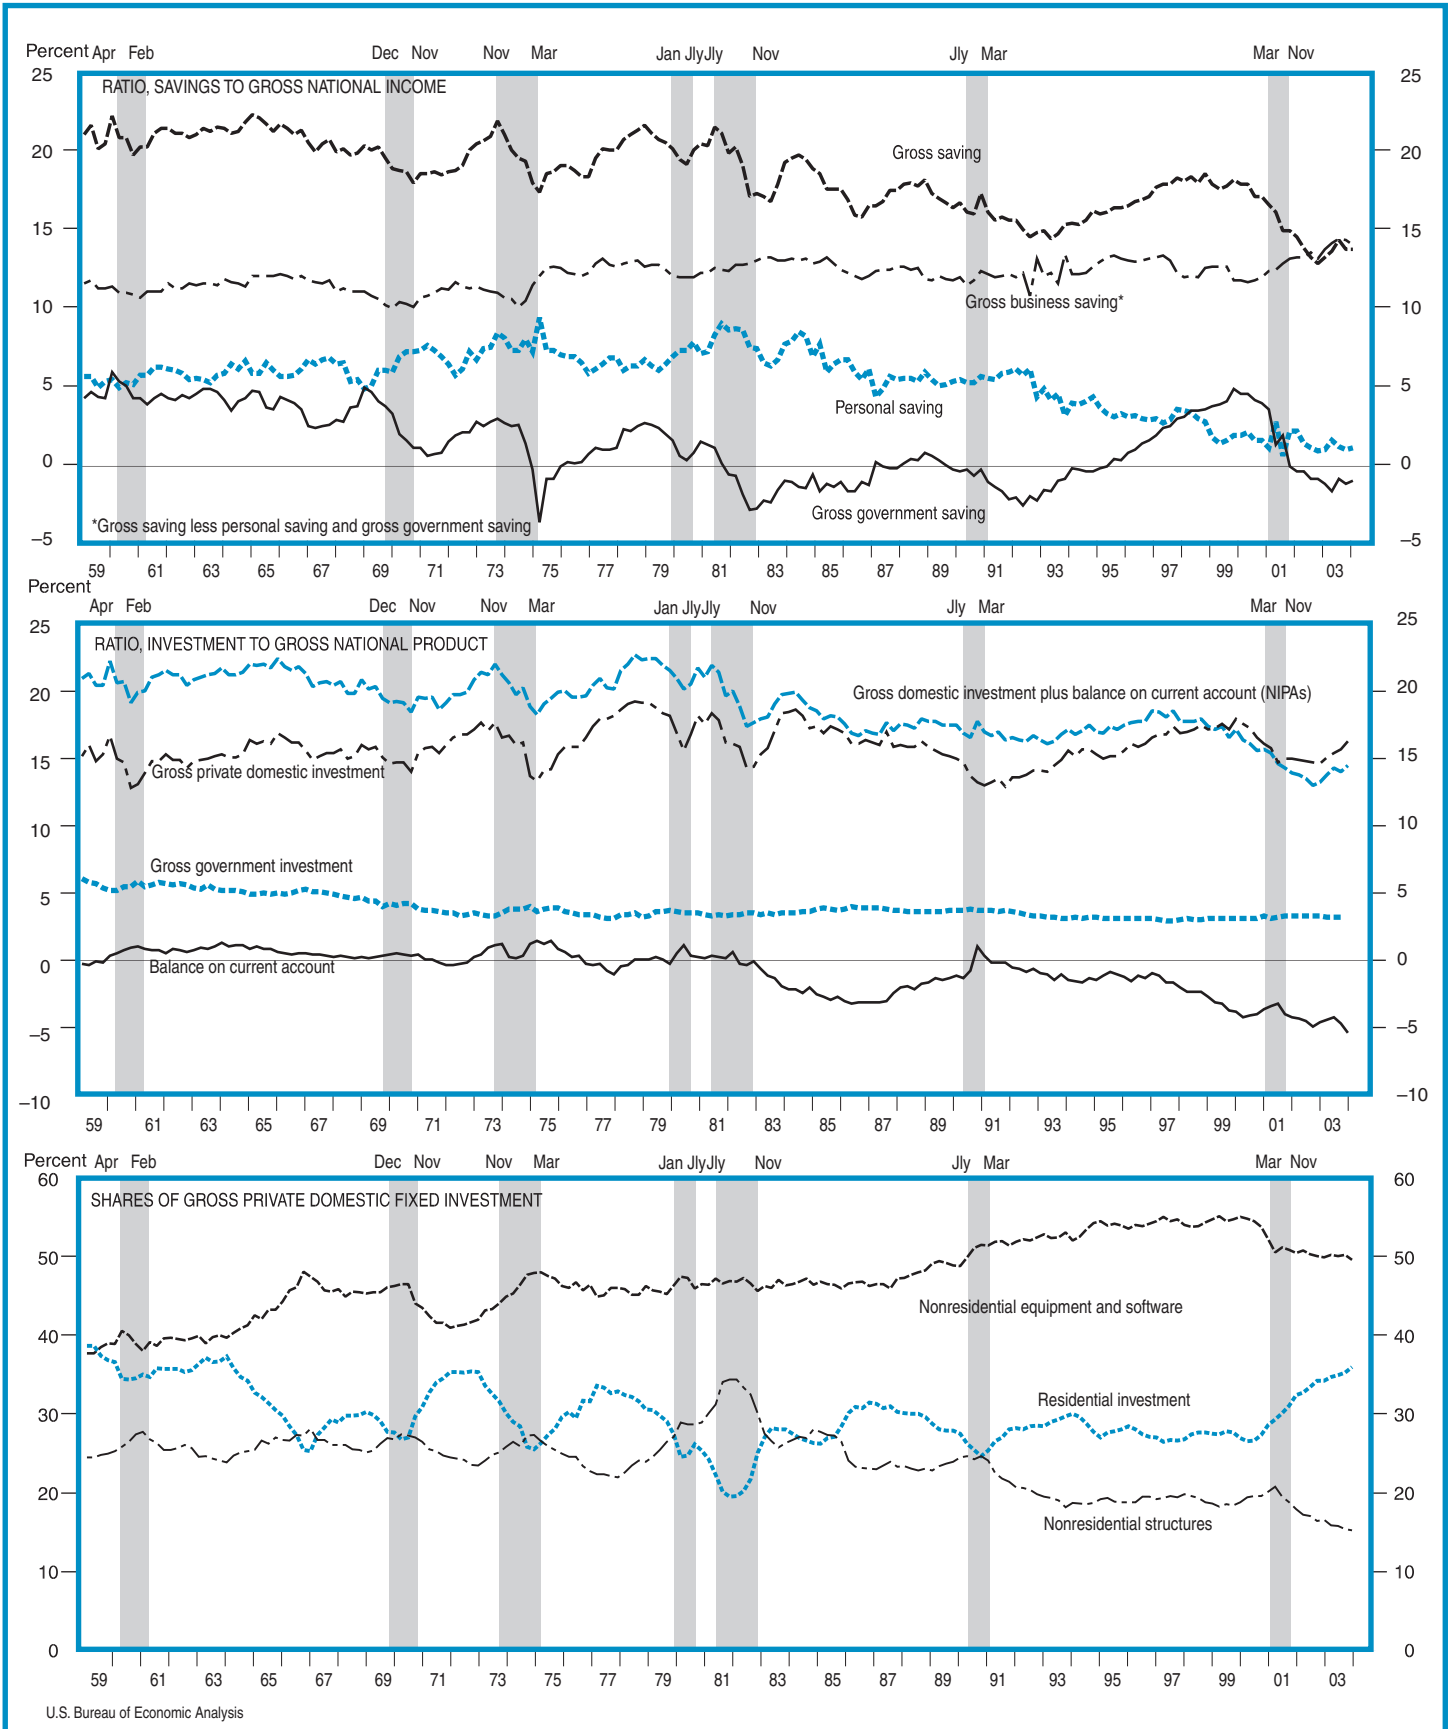 Percent Apr Feb Dec Nov Nov Mar Jan Jly Jly Nov Jly Mar Mar Nov
25 25
RATIO, SAVINGS TO GROSS NATIONAL INCOME
Gross saving
20 20
15 15
Gross business saving*
10 10
5 5
Personal saving
0 0
Gross government saving
*Gross saving less personal saving and gross government saving
–5 –5
59 61 63 65 67 69 71 73 75 77 79 81 83 85 87 89 91 93 95 97 99 01 03
Percent
Apr Feb Dec Nov Nov Mar Jan Jly Jly Nov Jly Mar Mar Nov
25 25
RATIO, INVESTMENT TO GROSS NATIONAL PRODUCT
20 Gross domestic investment plus balance on current account (NIPAs) 20
15 15
Gross private domestic investment
10 10
Gross government investment
5 5
0 Balance on current account 0
–5 –5
–10 –10
59 61 63 65 67 69 71 73 75 77 79 81 83 85 87 89 91 93 95 97 99 01 03
Percent Apr Feb Dec Nov Nov Mar Jan Jly Jly Nov Jly Mar Mar Nov
60 60
SHARES OF GROSS PRIVATE DOMESTIC FIXED INVESTMENT
50 50
Nonresidential equipment and software
40 40
Residential investment
30 30
20 20
Nonresidential structures
10 10
0 0
59 61 63 65 67 69 71 73 75 77 79 81 83 85 87 89 91 93 95 97 99 01 03
U.S. Bureau of Economic Analysis